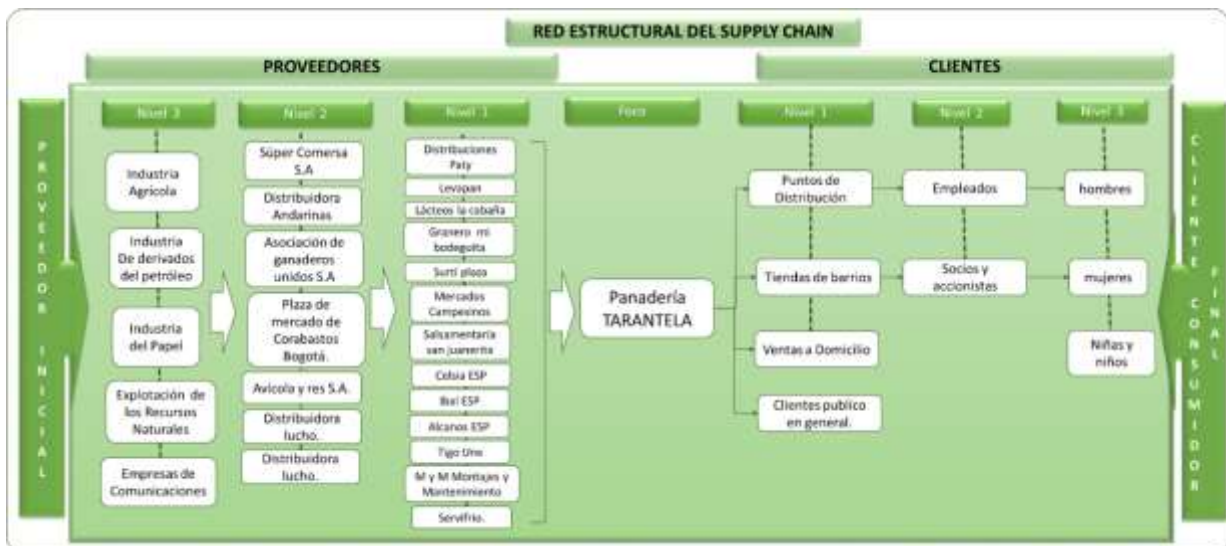 RED ESTRUCTURAL DEL SUPPLY CHAIN
PROVEEDORES
CLIENTES
PROVEEDOR INICIAL
Nivel 3
Industria
Agrícola
Industria
De derivados
del petróleo
Industria
del Papel
Explotación de
los Recursos
Naturales
Empresas de
Comunicaciones
Nivel 2
Súper Comersa
S.A
Distribuidora
Andarinas
Asociación de
ganaderos
unidos S.A
Plaza de
mercado de
Corabastos
Bogotá.
Avícola y res S.A.
Distribuidora
lucho.
Distribuidora
lucho.
Nivel 1
Distribuciones
Paty
Levapan
Lácteos la cabaña
Granero mi
bodeguita
Surti plaza
Mercados
Campesinos
Salsamentaría
san juanerita
Celsia ESP
Ibal ESP
Alcanos ESP
Tigo Une
M y M Montajes y
Mantenimiento
Servifrio.
Foco
Panadería
TARANTELA
Nivel 1
Puntos de
Distribución
Tiendas de barrios
Ventas a Domicilio
Clientes publico
en general.
Nivel 2
Empleados
Socios y
accionistas
Nivel 3
hombres
mujeres
Niñas y
niños
CLIENTE CONSUMIDOR
FINAL